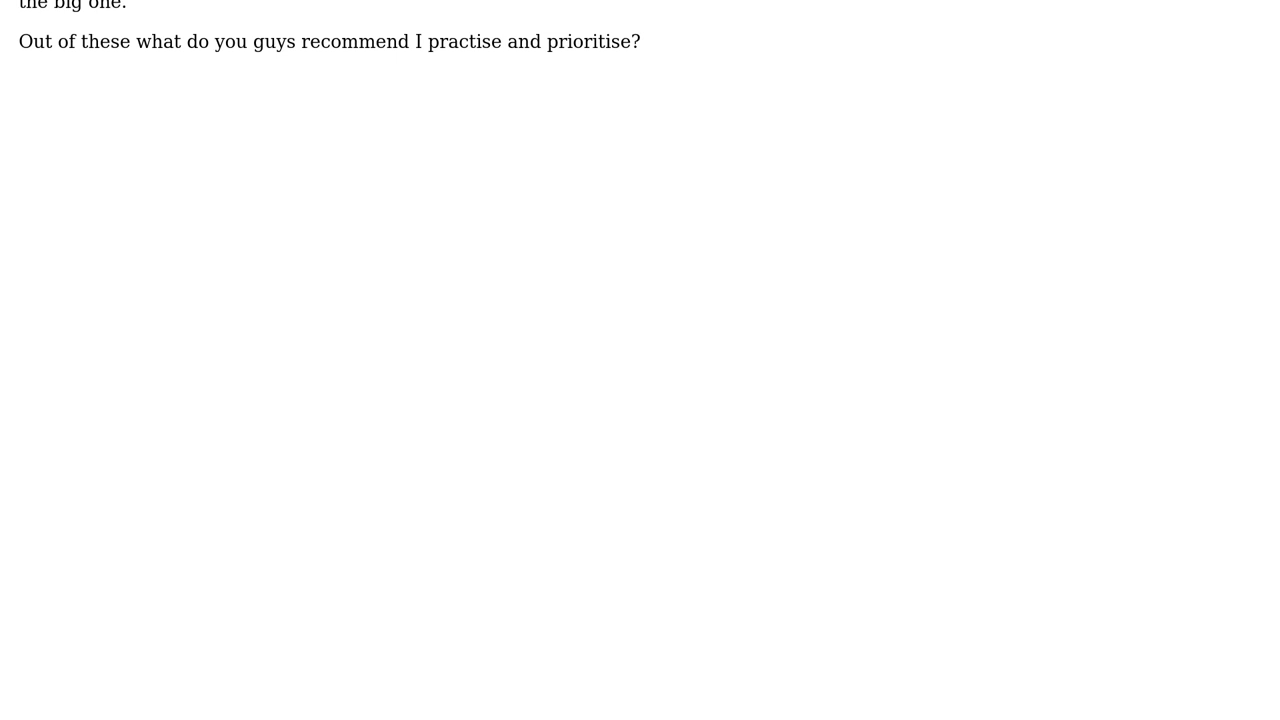 the big one.
Out of these what do you guys recommend I practise and prioritise?